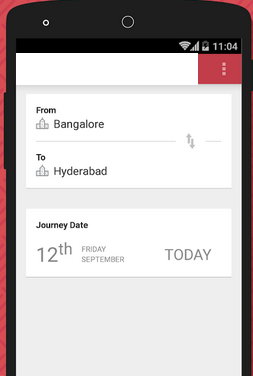 11:04
From
Bangalore
To
Hyderabad
Journey Date
12th FRIDAY SEPTEMBER TODAY